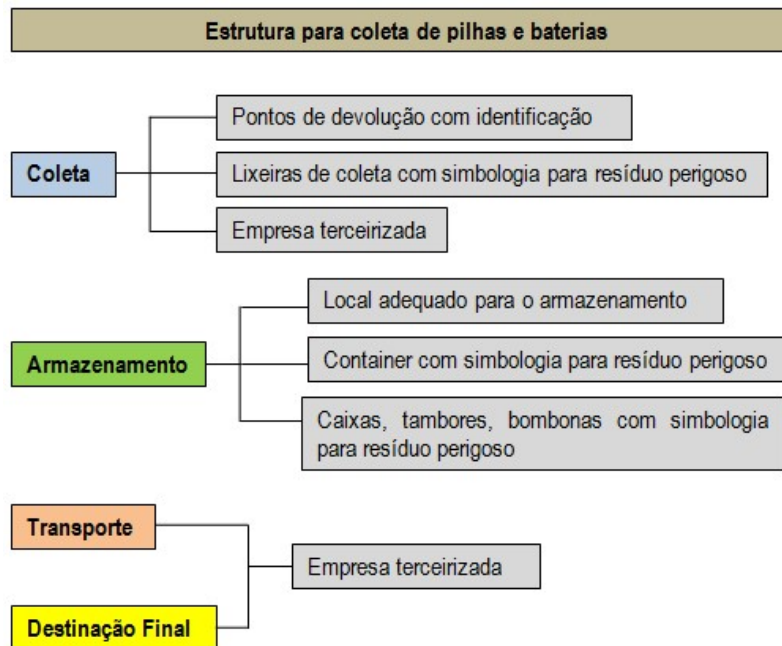 Estrutura para coleta de pilhas e baterias
Pontos de devolução com identificação
Coleta
Lixeiras de coleta com simbologia para resíduo perigoso
Empresa terceirizada
Local adequado para o armazenamento
Armazenamento
Container com simbologia para resíduo perigoso
Caixas, tambores, bombonas com simbologia
para resíduo perigoso
Transporte
Empresa terceirizada
Destinação Final